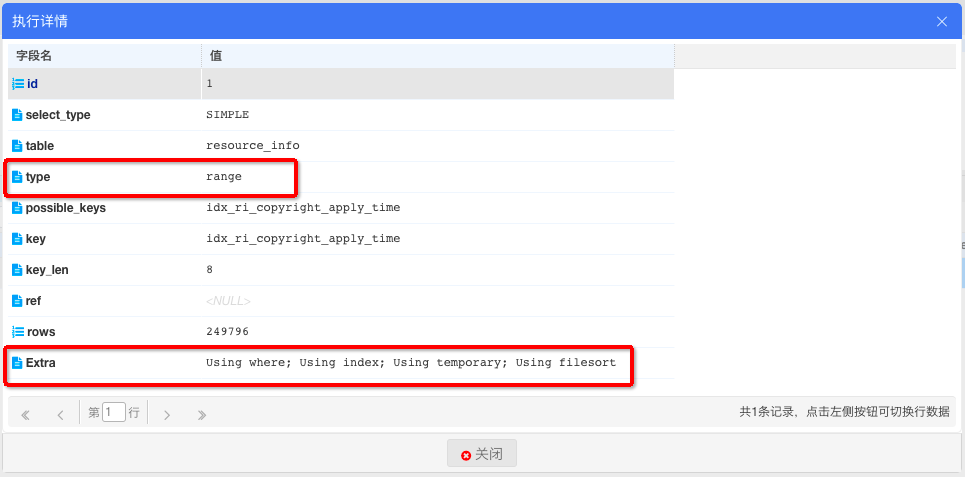 执行详情
字段名 值
id 1
select_type SIMPLE
table resource_info
type range
possible_keys idx_ri_copyright_apply_time
key idx_ri_copyright_apply_time
key_len 8
ref <NULL>
rows 249796
Extra Using where; Using index; Using temporary; Using filesort
第 1 行 共1条记录，点击左侧按钮可切换行数据
关闭